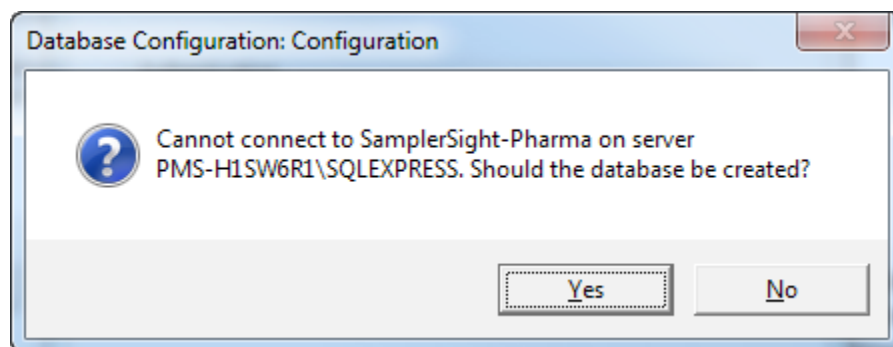 Database Configuration: Configuration
Cannot connect to SamplerSight-Pharma on server
PMS-H1SW6R1\SQLEXPRESS. Should the database be created?
Yes
No